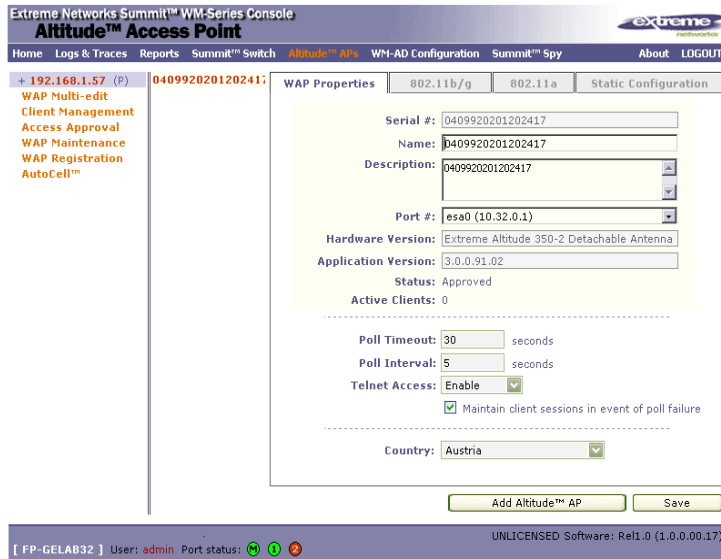 Extreme Networks Summit™ WM-Series Console
Altitude™ Access Point
extreme
networks
Home Logs & Traces Reports Summit™ Switch Altitude™ APs WM-AD Configuration Summit™ Spy About LOGOUT
+ 192.168.1.57 (P)
WAP Multi-edit
Client Management
Access Approval
WAP Maintenance
WAP Registration
AutoCell™
0409920201202417
WAP Properties 802.11b/g 802.11a Static Configuration
Serial #: 0409920201202417
Name: 0409920201202417
Description: 0409920201202417
Port #: esa0 (10.32.0.1)
Hardware Version: Extreme Altitude 350-2 Detachable Antenna
Application Version: 3.0.0.91.02
Status: Approved
Active Clients: 0
Poll Timeout: 30 seconds
Poll Interval: 5 seconds
Telnet Access: Enable
Maintain client sessions in event of poll failure
Country: Austria
Add Altitude™ AP Save
UNLICENSED Software: Rel1.0 (1.0.0.00.17)
[ FP-GELAB32 ] User: admin Port status: M 1 2